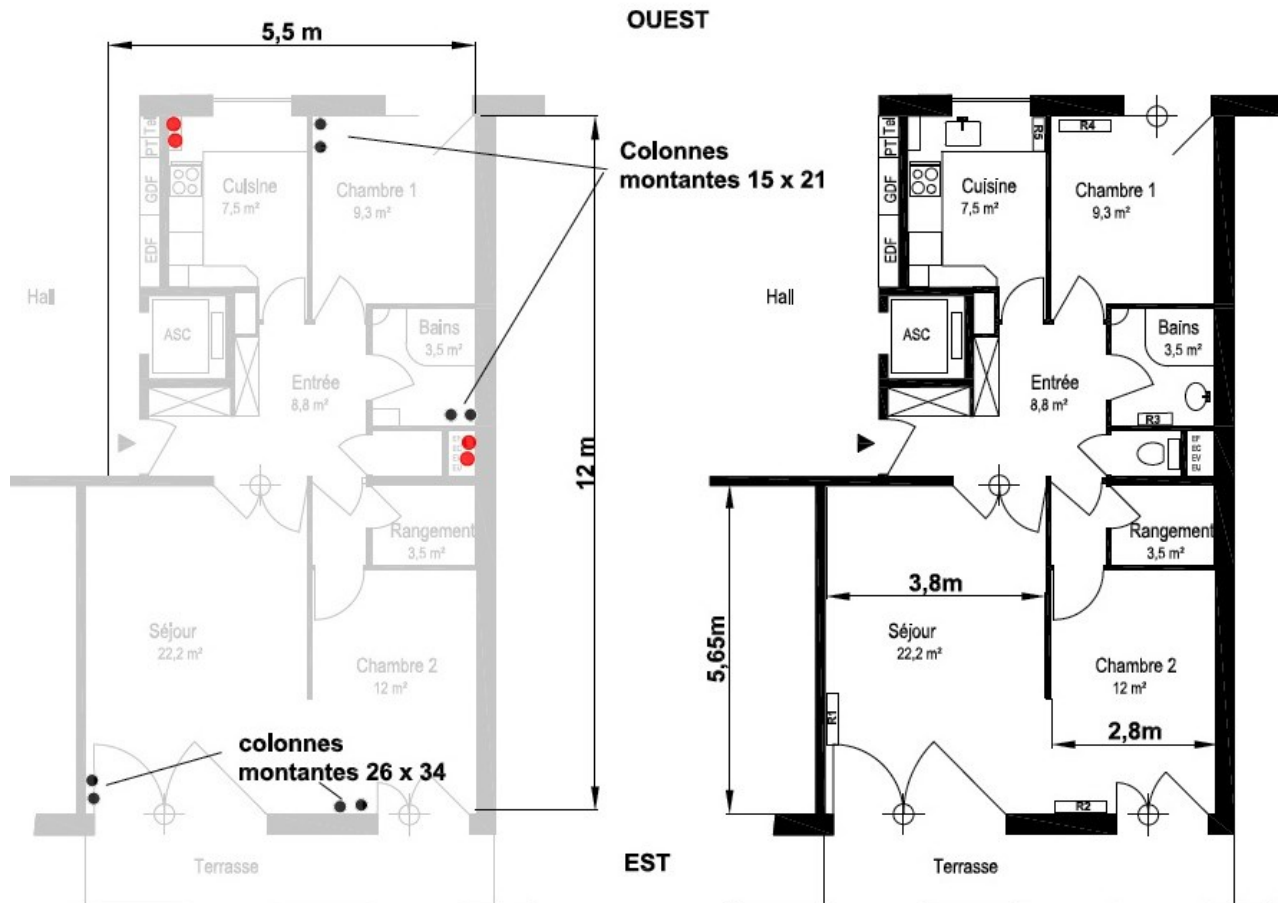 OUEST
5,5 m
Tel
PT
GDF
EDF
Cuisine
7,5 m²
Chambre 1
9,3 m²
Colonnes
montantes 15 x 21
Hall
ASC
Bains
3,5 m²
Entrée
8,8 m²
EF
EC
EV
EU
12 m
Rangement
3,5 m²
Séjour
22,2 m²
Chambre 2
12 m²
colonnes
montantes 26 x 34
Terrasse
EST
Tel
PT
GDF
EDF
R5
R4
Cuisine
7,5 m²
Chambre 1
9,3 m²
Hall
ASC
Bains
3,5 m²
Entrée
8,8 m²
R3
EF
EC
EV
EU
Rangement
3,5 m²
3,8m
5,65m
Séjour
22,2 m²
Chambre 2
12 m²
R1
2,8m
R2
Terrasse